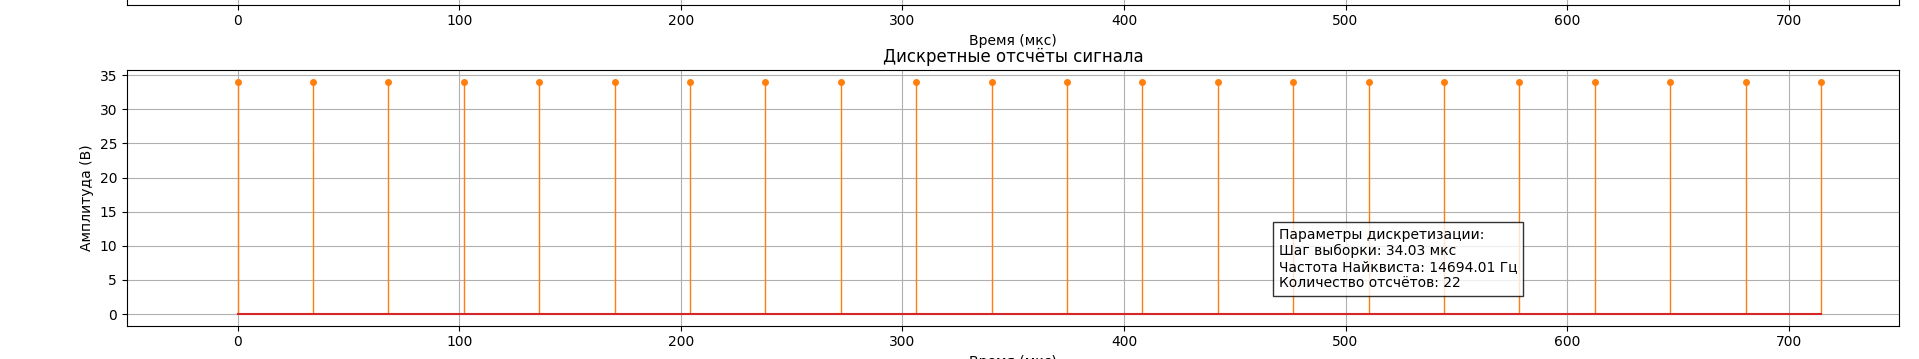 0 100 200 300 400 500 600 700
Время (мкс)
Дискретные отсчёты сигнала
35
30
25
20
15
10
5
0
Амплитуда (В)
Параметры дискретизации:
Шаг выборки: 34.03 мкс
Частота Найквиста: 14694.01 Гц
Количество отсчётов: 22
0 100 200 300 400 500 600 700